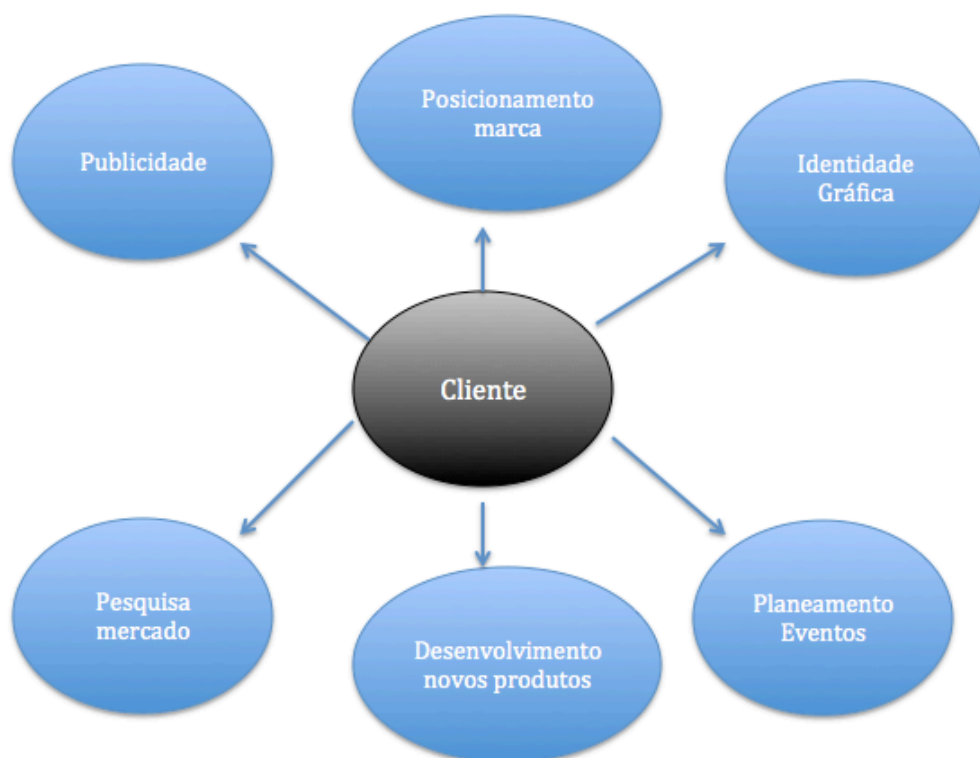 Posicionamento
marca
Publicidade
Identidade
Gráfica
Cliente
Pesquisa
mercado
Desenvolvimento
novos produtos
Planeamento
Eventos